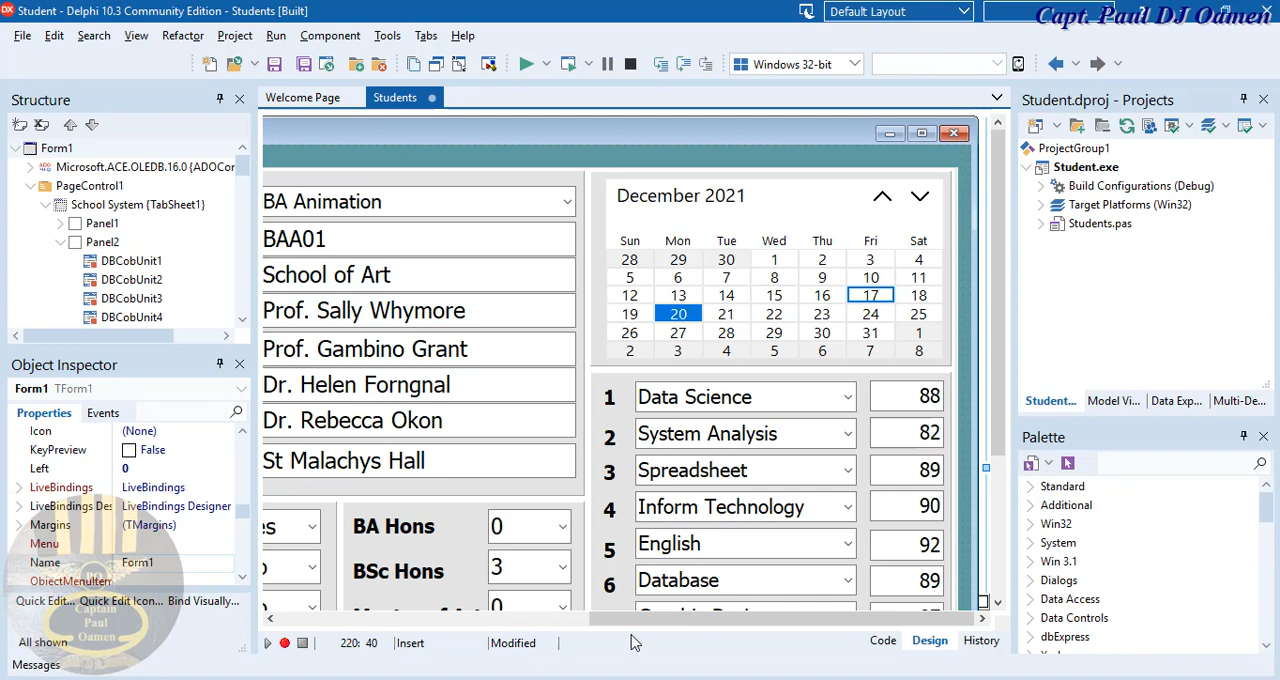 Student - Delphi 10.3 Community Edition - Students [Built]
Default Layout
Capt. Paul DJ Oamen
File Edit Search View Refactor Project Run Component Tools Tabs Help
Windows 32-bit
Structure
Form1
Microsoft.ACE.OLEDB.16.0 {ADOCor
PageControl1
School System {TabSheet1}
Panel1
Panel2
DBCobUnit1
DBCobUnit2
DBCobUnit3
DBCobUnit4
Object Inspector
Form1 TForm1
Properties Events
Icon (None)
KeyPreview False
Left 0
LiveBindings LiveBindings
LiveBindings Des LiveBindings Designer
Margins (TMargins)
Menu
Name Form1
ObjectMenuItem
Quick Edit... Quick Edit Icon... Bind Visually...
All shown
Captain
Paul
Oamen
Messages
Welcome Page Students
BA Animation
BAA01
School of Art
Prof. Sally Whymore
Prof. Gambino Grant
Dr. Helen Forngnal
Dr. Rebecca Okon
St Malachys Hall
BA Hons 0
BSc Hons 3
0
December 2021
Sun Mon Tue Wed Thu Fri Sat
28 29 30 1 2 3 4
5 6 7 8 9 10 11
12 13 14 15 16 17 18
19 20 21 22 23 24 25
26 27 28 29 30 31 1
2 3 4 5 6 7 8
1 Data Science 88
2 System Analysis 82
3 Spreadsheet 89
4 Inform Technology 90
5 English 92
6 Database 89
220: 40 Insert Modified
Code Design History
Student.dproj - Projects
ProjectGroup1
Student.exe
Build Configurations (Debug)
Target Platforms (Win32)
Students.pas
Student... Model Vi... Data Exp... Multi-De...
Palette
Standard
Additional
Win32
System
Win 3.1
Dialogs
Data Access
Data Controls
dbExpress